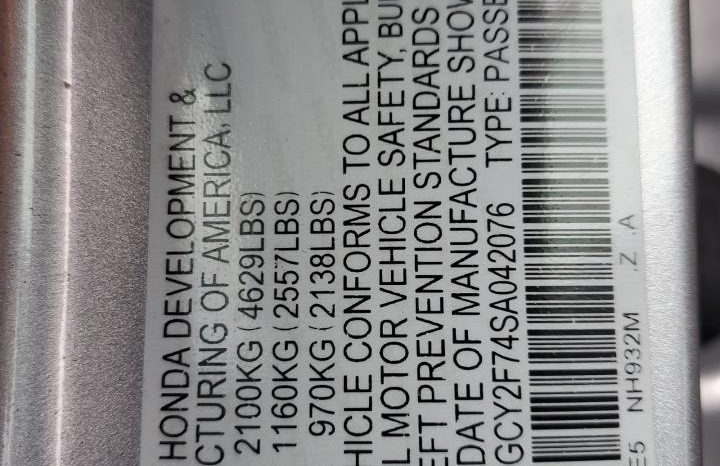 HONDA DEVELOPMENT &
CTURING OF AMERICA, LLC
2100KG (4629LBS)
1160KG (2557LBS)
970KG (2138LBS)
HICLE CONFORMS TO ALL APPL
L MOTOR VEHICLE SAFETY, BU
EFT PREVENTION STANDARDS
DATE OF MANUFACTURE SHOW
GCY2F74SA042076 TYPE: PASSE
E5 NH932M .Z .A